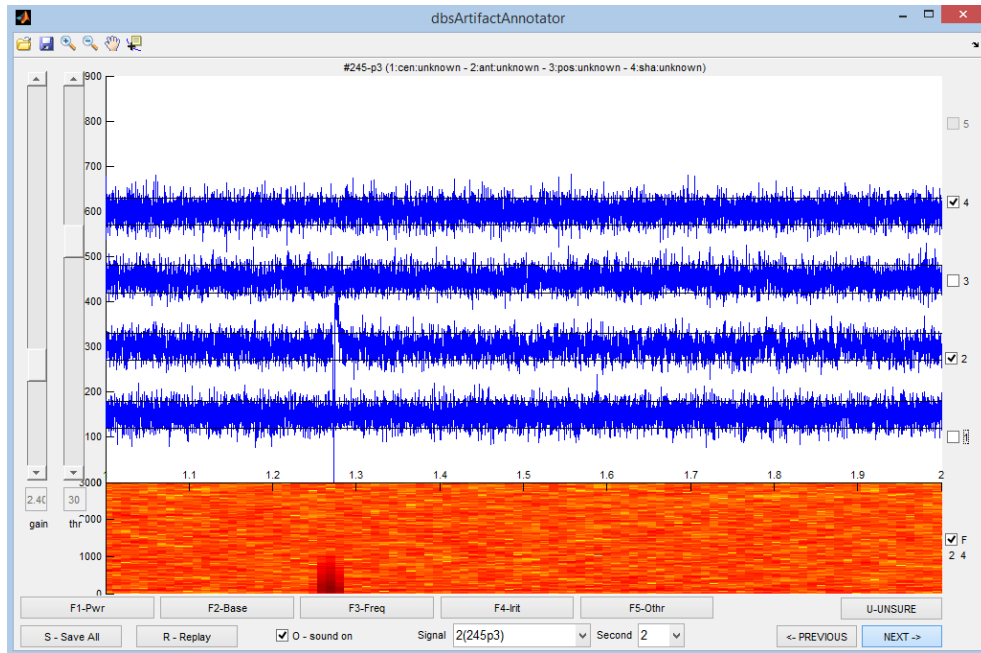 dbsArtifactAnnotator
#245-p3 (1:cen:unknown - 2:ant:unknown - 3:pos:unknown - 4:sha:unknown)
900
800
700
600
500
400
300
200
100
5
4
3
2
1
1 1.1 1.2 1.3 1.4 1.5 1.6 1.7 1.8 1.9 2
3000
2000
1000
0
2.40 30
gain thr
F
2 4
F1-Pwr F2-Base F3-Freq F4-Irit F5-Othr U-UNSURE
S - Save All R - Replay O - sound on Signal 2(245p3) Second 2 <- PREVIOUS NEXT ->